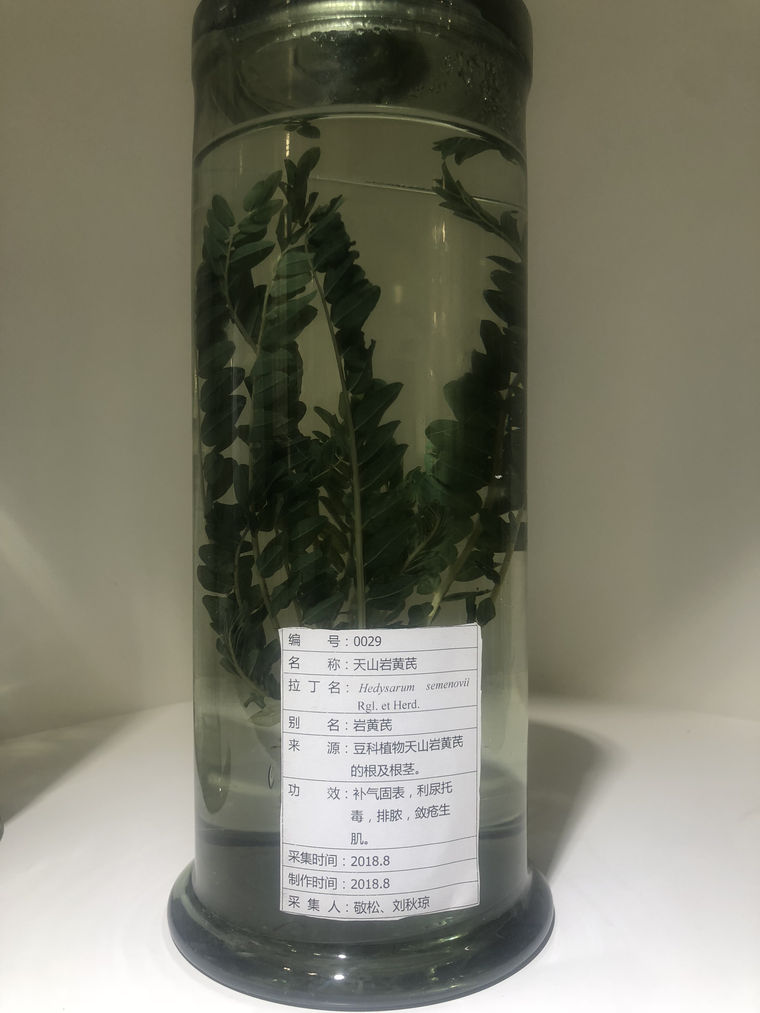 编 号：0029
名 称：天山岩黄芪
拉丁名：Hedysarum semenovii
Rgl. et Herd.
别 名：岩黄芪
来 源：豆科植物天山岩黄芪
的根及根茎。
功 效：补气固表，利尿托
毒，排脓，敛疮生
肌。
采集时间：2018.8
制作时间：2018.8
采 集 人：敬松、刘秋琼